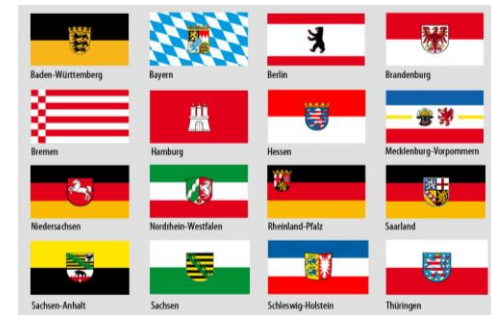 Baden-Württemberg
Bayern
Berlin
Brandenburg
Bremen
Hamburg
Hessen
Mecklenburg-Vorpommern
Niedersachsen
Nordrhein-Westfalen
Rheinland-Pfalz
Saarland
Sachsen-Anhalt
Sachsen
Schleswig-Holstein
Thüringen